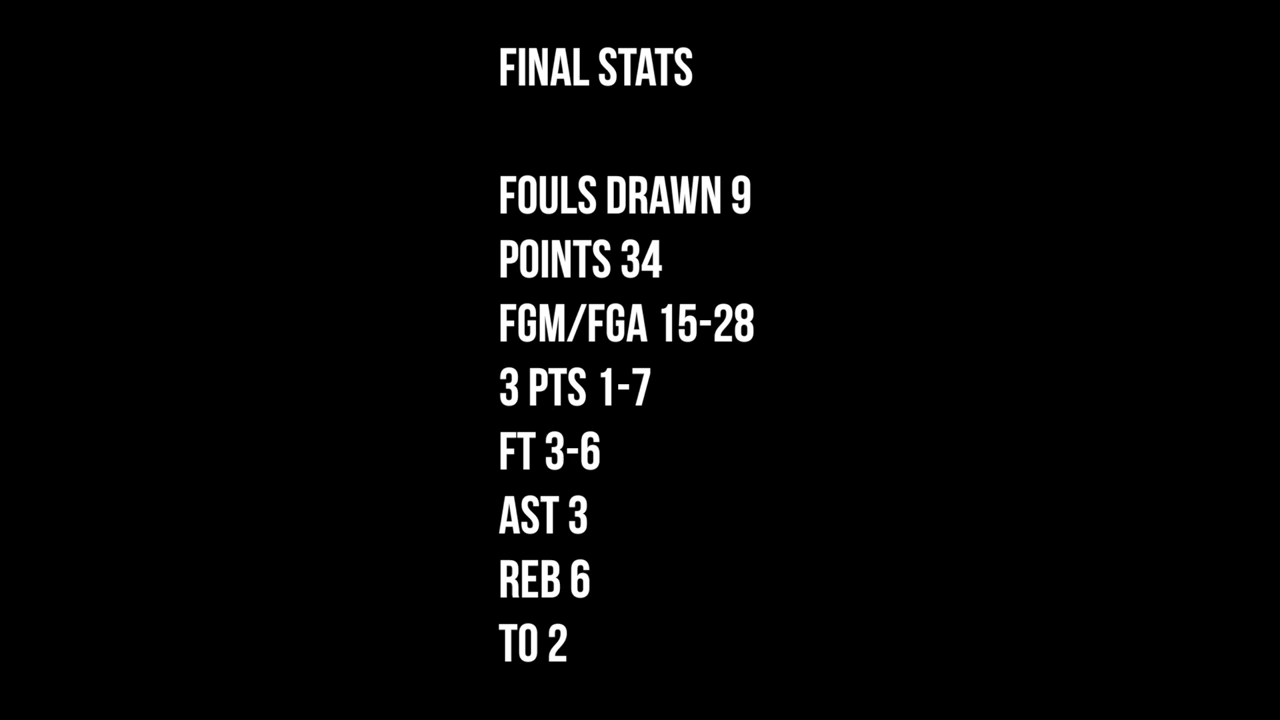 FINAL STATS
FOULS DRAWN 9
POINTS 34
FGM/FGA 15-28
3 PTS 1-7
FT 3-6
AST 3
REB 6
TO 2